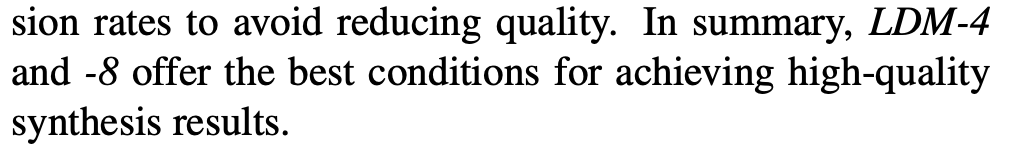 sion rates to avoid reducing quality. In summary, LDM-4
and -8 offer the best conditions for achieving high-quality
synthesis results.